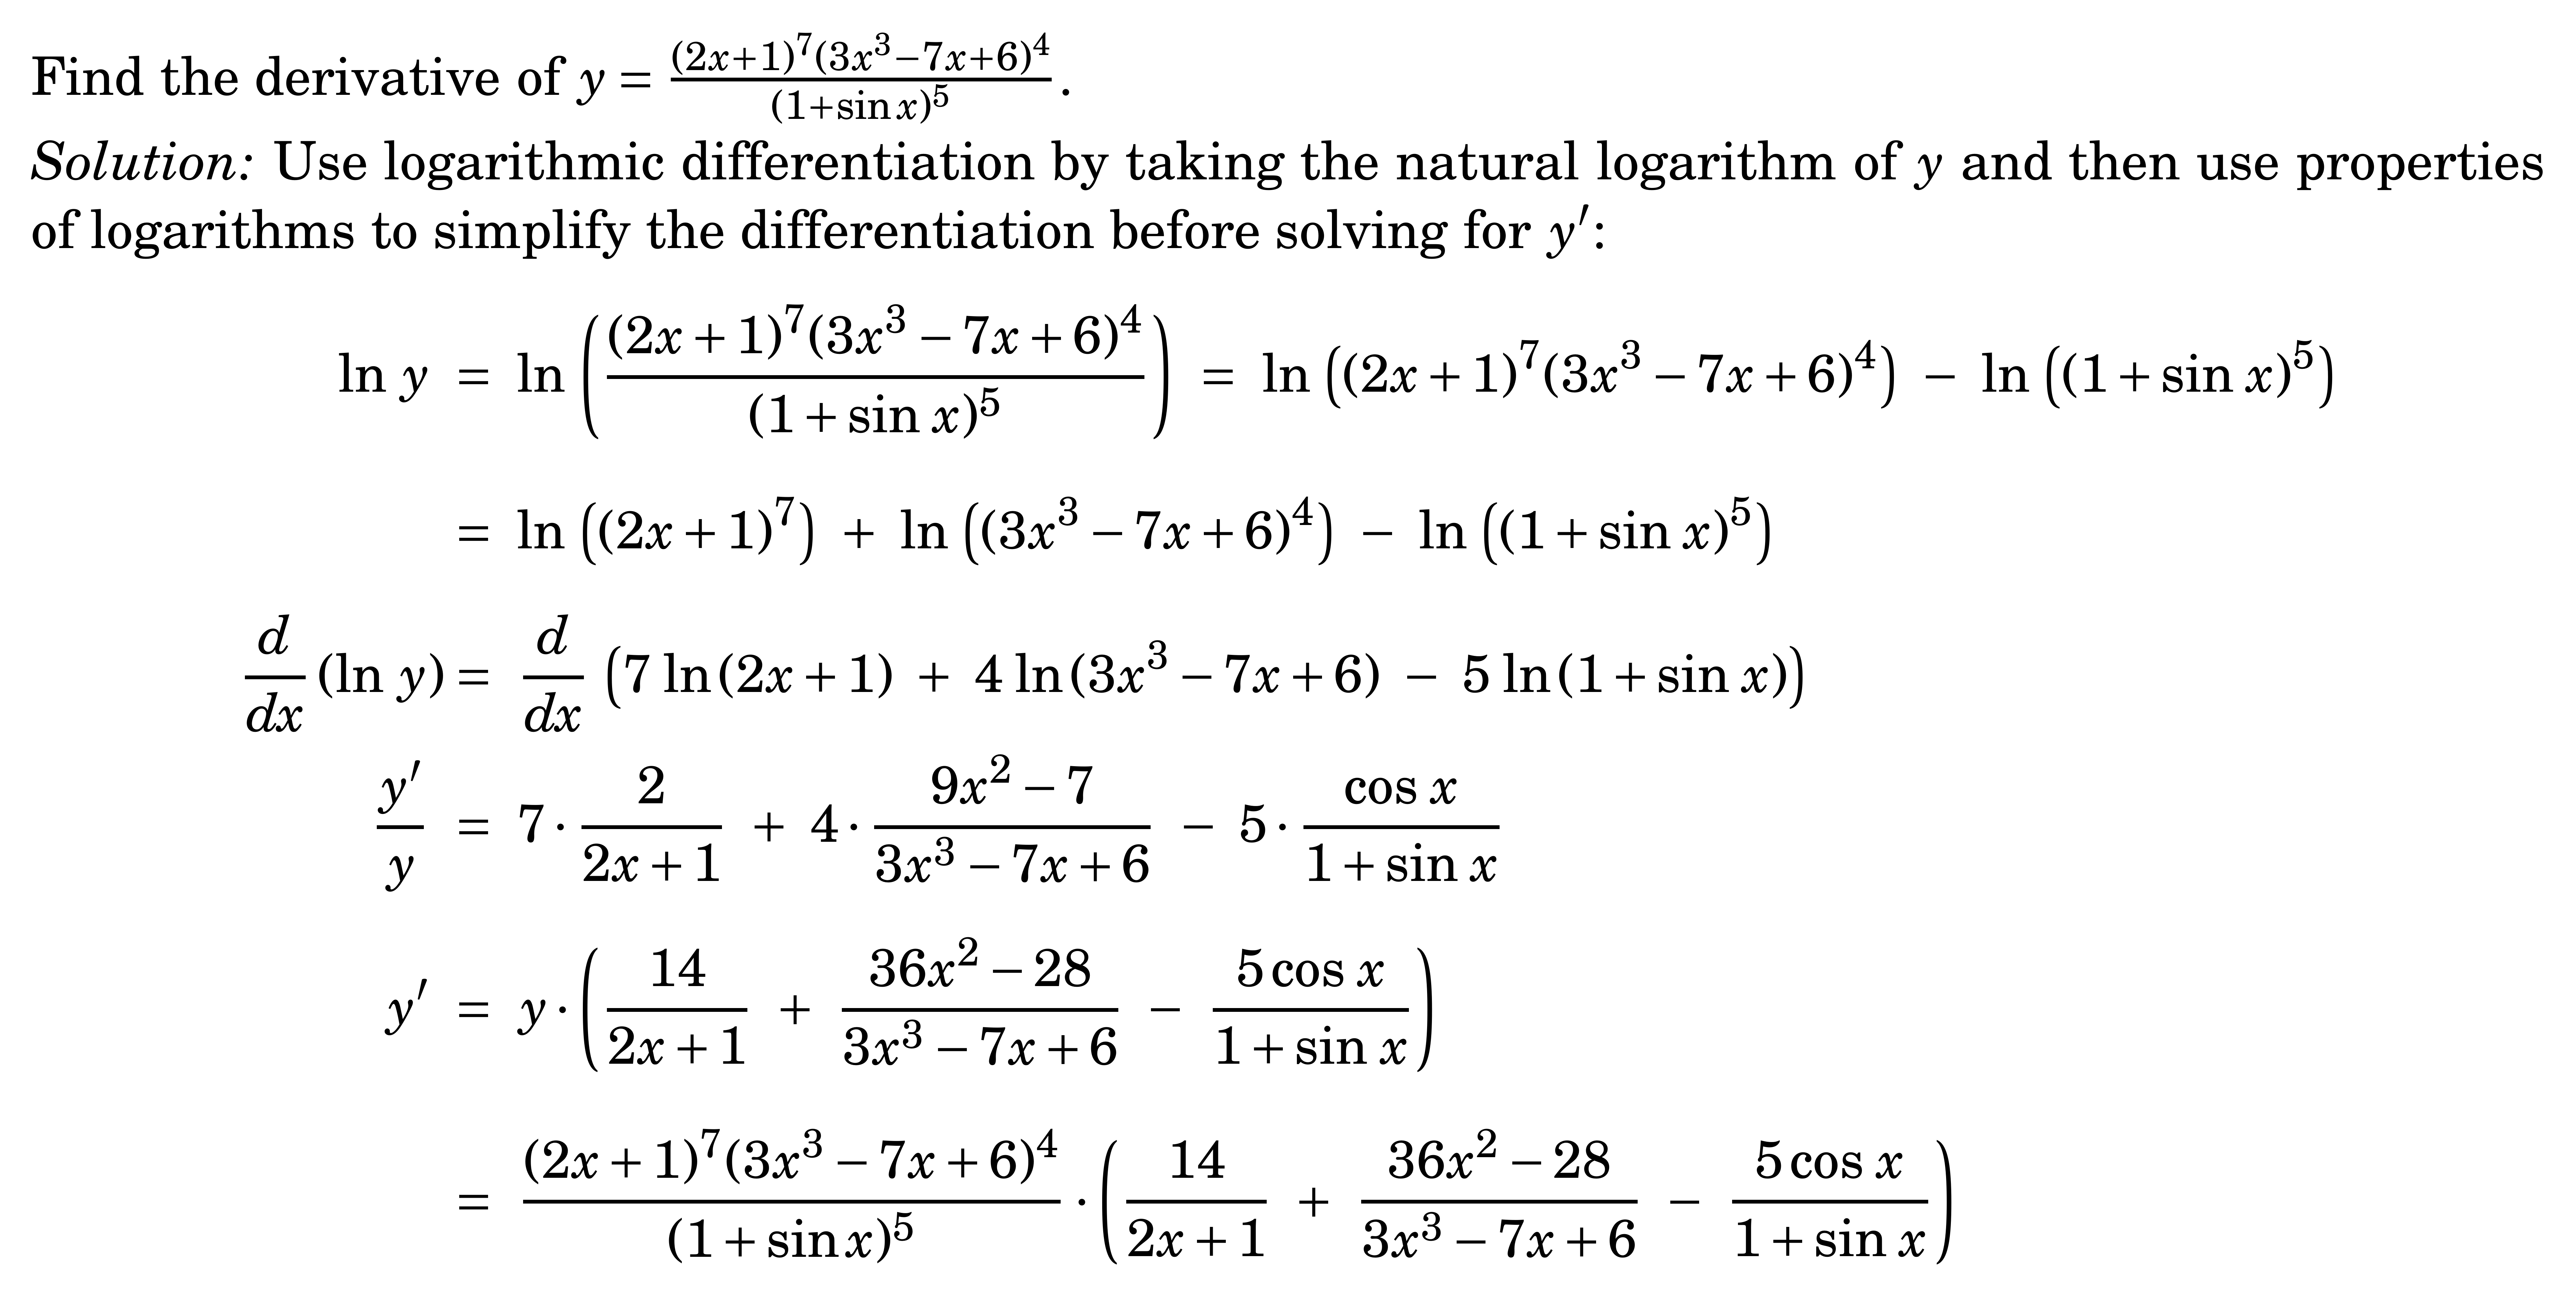 Find the derivative of $y = \frac{(2x+1)^7(3x^3-7x+6)^4}{(1+\sin x)^5}$.
Solution: Use logarithmic differentiation by taking the natural logarithm of $y$ and then use properties
of logarithms to simplify the differentiation before solving for $y'$:
$\ln y = \ln\left(\frac{(2x+1)^7(3x^3-7x+6)^4}{(1+\sin x)^5}\right) = \ln\left((2x+1)^7(3x^3-7x+6)^4\right) - \ln\left((1+\sin x)^5\right)$
$= \ln\left((2x+1)^7\right) + \ln\left((3x^3-7x+6)^4\right) - \ln\left((1+\sin x)^5\right)$
$\frac{d}{dx}(\ln y) = \frac{d}{dx}\left(7\ln(2x+1) + 4\ln(3x^3-7x+6) - 5\ln(1+\sin x)\right)$
$\frac{y'}{y} = 7\cdot\frac{2}{2x+1} + 4\cdot\frac{9x^2-7}{3x^3-7x+6} - 5\cdot\frac{\cos x}{1+\sin x}$
$y' = y\cdot\left(\frac{14}{2x+1} + \frac{36x^2-28}{3x^3-7x+6} - \frac{5\cos x}{1+\sin x}\right)$
$= \frac{(2x+1)^7(3x^3-7x+6)^4}{(1+\sin x)^5}\cdot\left(\frac{14}{2x+1} + \frac{36x^2-28}{3x^3-7x+6} - \frac{5\cos x}{1+\sin x}\right)$